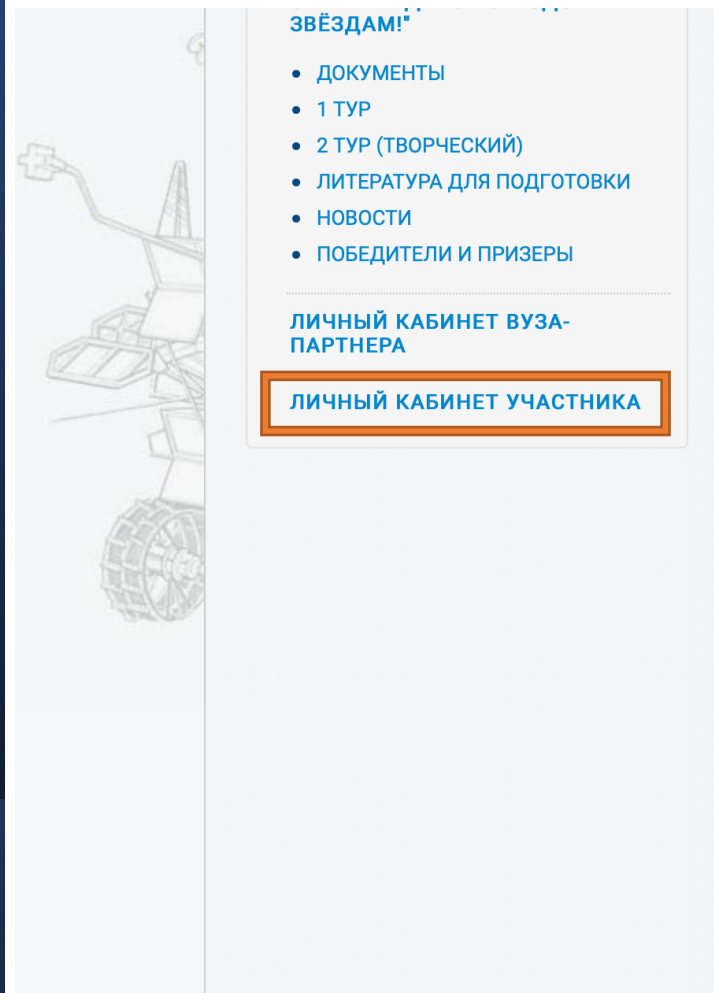 ЗВЁЗДАМ!"
ДОКУМЕНТЫ
1 ТУР
2 ТУР (ТВОРЧЕСКИЙ)
ЛИТЕРАТУРА ДЛЯ ПОДГОТОВКИ
НОВОСТИ
ПОБЕДИТЕЛИ И ПРИЗЕРЫ
ЛИЧНЫЙ КАБИНЕТ ВУЗА-
ПАРТНЕРА
ЛИЧНЫЙ КАБИНЕТ УЧАСТНИКА